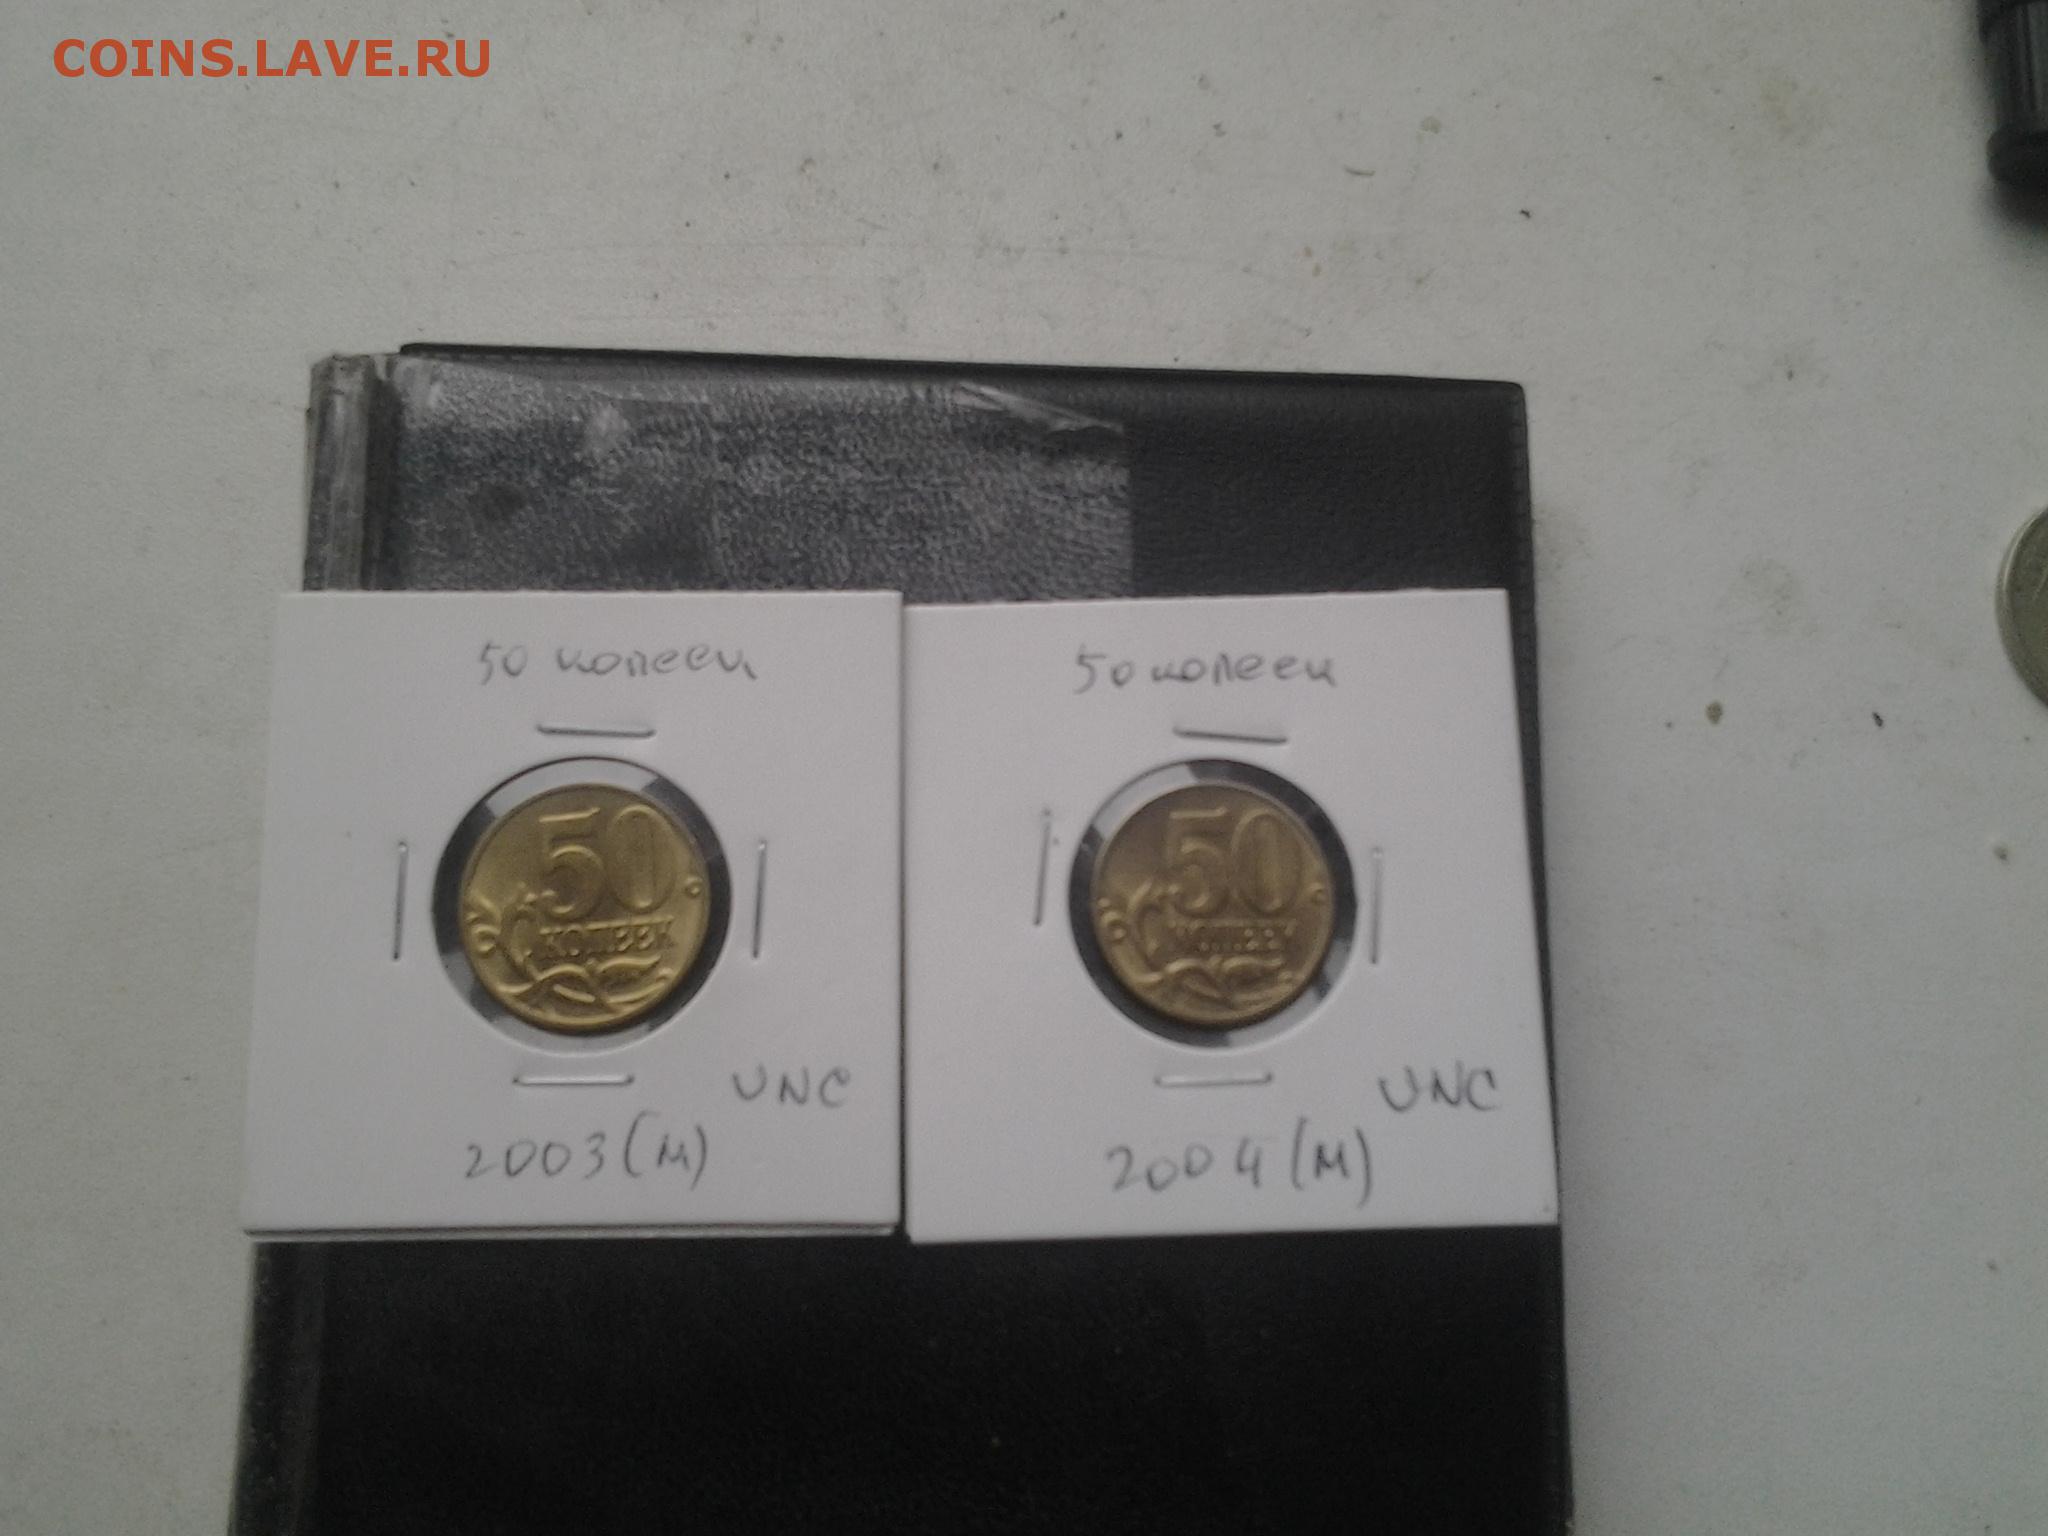 COINS.LAVE.RU
50 копеек
50
КОПЕЕК
UNC
2003(м)
50 копеек
50
КОПЕЕК
UNC
2004(м)